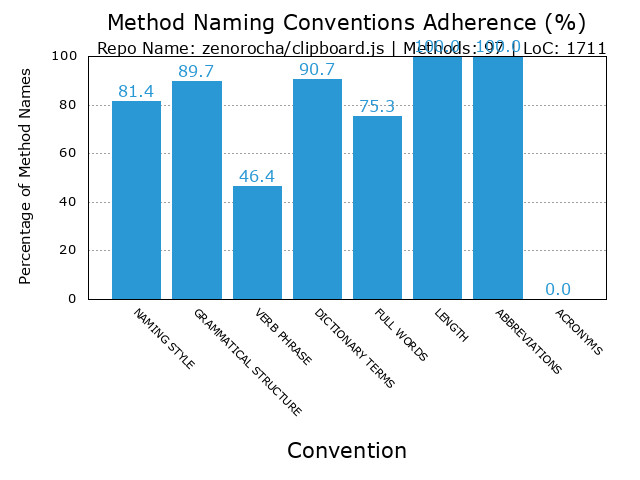 Method Naming Conventions Adherence (%)
Repo Name: zenorocha/clipboard.js | Methods: 97 | LoC: 1711
100.0
100.0
100
90.7
89.7
81.4
80
75.3
60
46.4
40
20
0.0
0
Percentage of Method Names
NAMING STYLE
GRAMMATICAL STRUCTURE
VERB PHRASE
DICTIONARY TERMS
FULL WORDS
LENGTH
ABBREVIATIONS
ACRONYMS
Convention